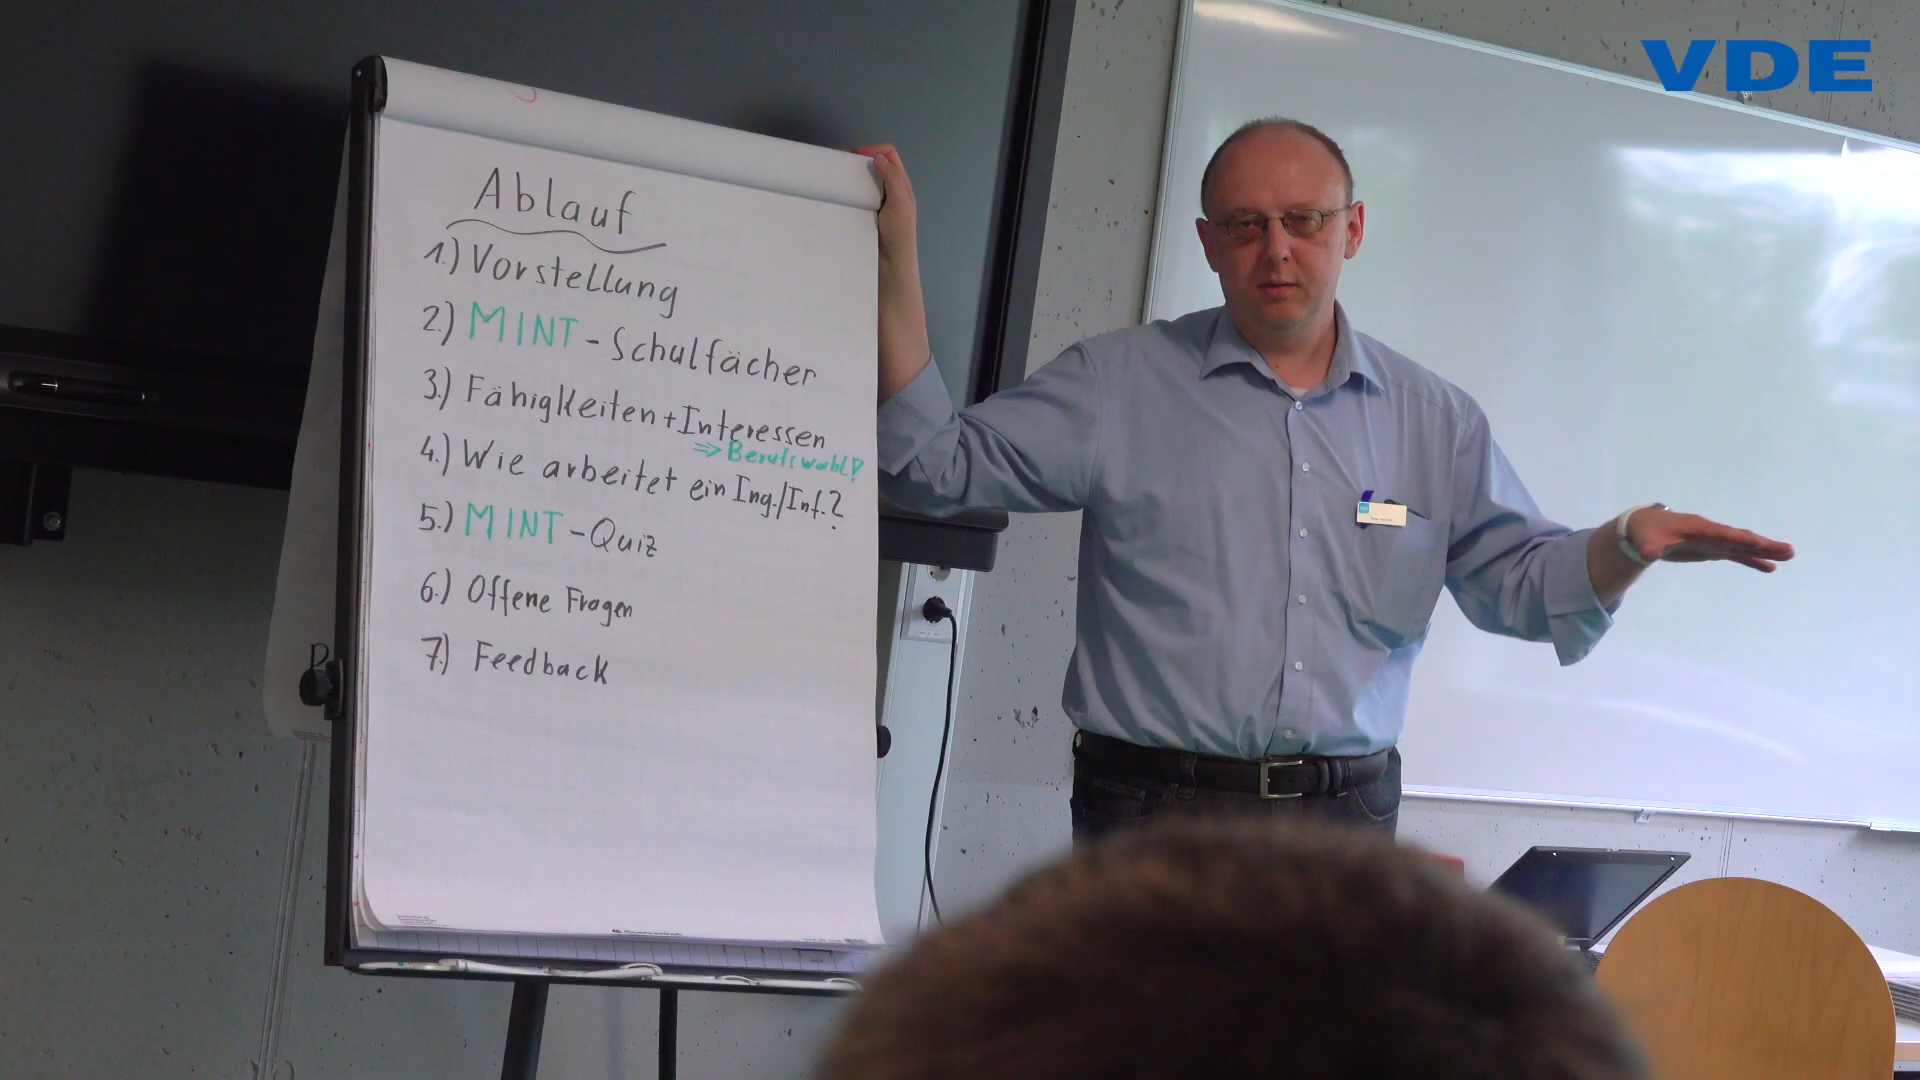 VDE
Ablauf
1.) Vorstellung
2.) MINT - Schulfächer
3.) Fähigkeiten + Interessen
⇒ Berufswahl!
4.) Wie arbeitet ein Ing./Inf.?
5.) MINT - Quiz
6.) Offene Fragen
7.) Feedback